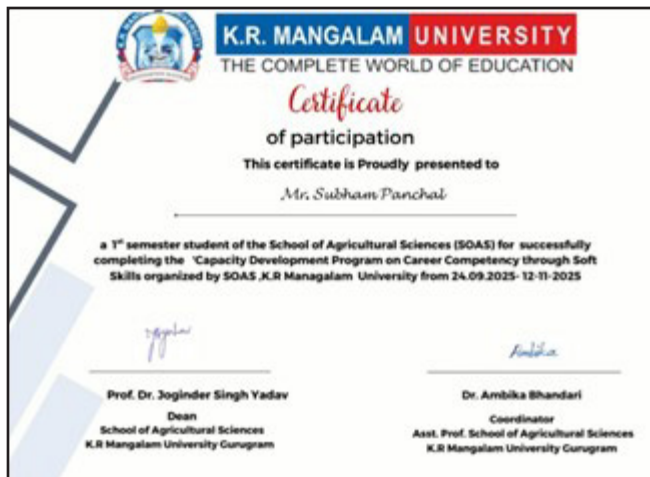 K.R. MANGALAM UNIVERSITY
THE COMPLETE WORLD OF EDUCATION
Certificate
of participation
This certificate is Proudly presented to
Mr. Subham Panchal
a 1st semester student of the School of Agricultural Sciences (SOAS) for successfully
completing the 'Capacity Development Program on Career Competency through Soft
Skills organized by SOAS ,K.R Managalam University from 24.09.2025- 12-11-2025
Ambika
Prof. Dr. Joginder Singh Yadav
Dean
School of Agricultural Sciences
K.R Mangalam University Gurugram
Dr. Ambika Bhandari
Coordinator
Asst. Prof. School of Agricultural Sciences
K.R Mangalam University Gurugram